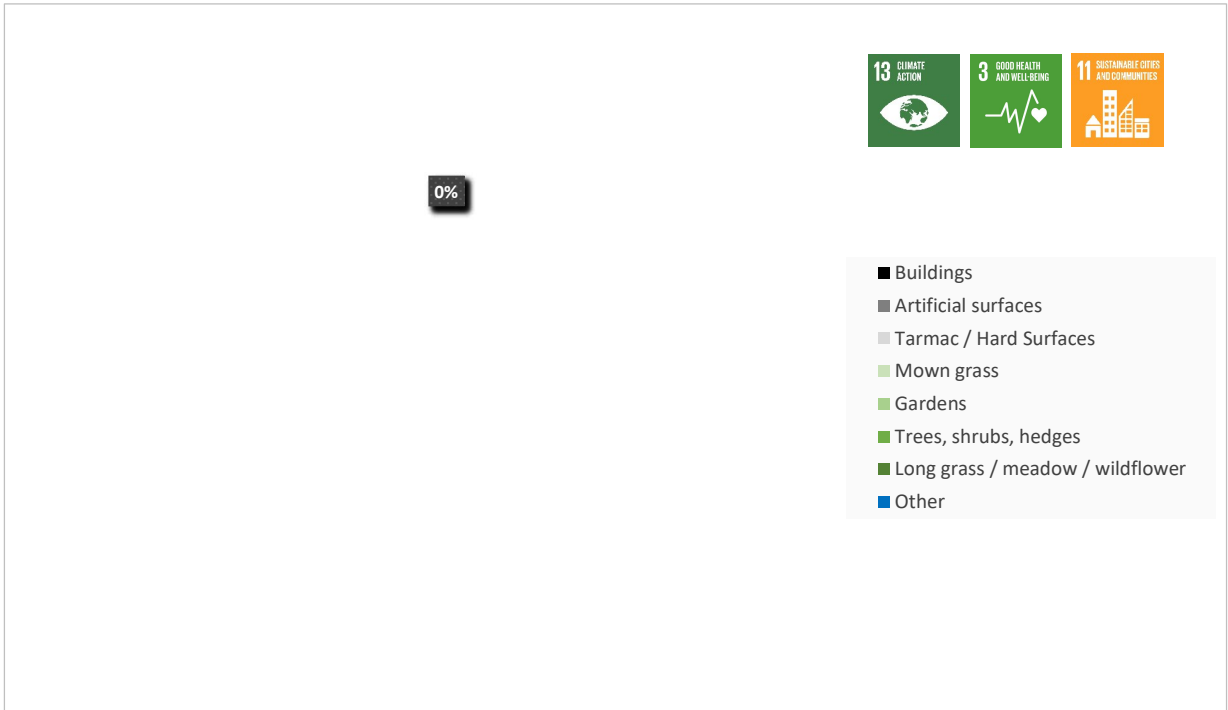 13 CLIMATE
ACTION
3 GOOD HEALTH
AND WELL-BEING
11 SUSTAINABLE CITIES
AND COMMUNITIES
0%
Buildings
Artificial surfaces
Tarmac / Hard Surfaces
Mown grass
Gardens
Trees, shrubs, hedges
Long grass / meadow / wildflower
Other